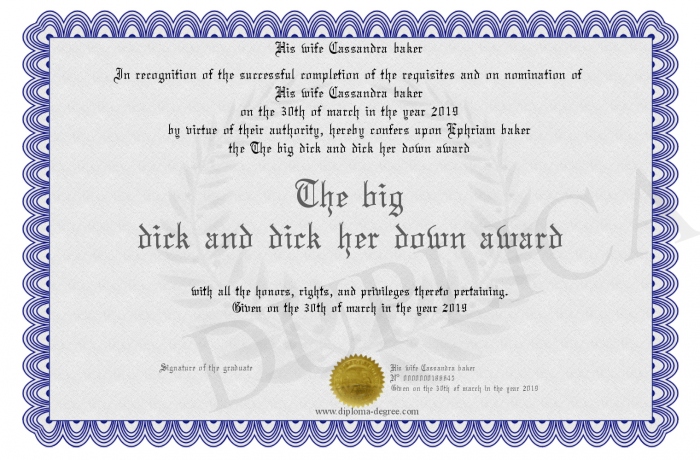 His wife Cassandra baker
In recognition of the successful completion of the requisites and on nomination of
His wife Cassandra baker
on the 30th of march in the year 2019
by virtue of their authority, hereby confers upon Ephriam baker
the The big dick and dick her down award
The big
dick and dick her down award
with all the honors, rights, and privileges thereto pertaining.
Given on the 30th of march in the year 2019
DUPLICA
Signature of the graduate
His wife Cassandra baker
Given on the 30th of march in the year 2019
www.diploma-degree.com